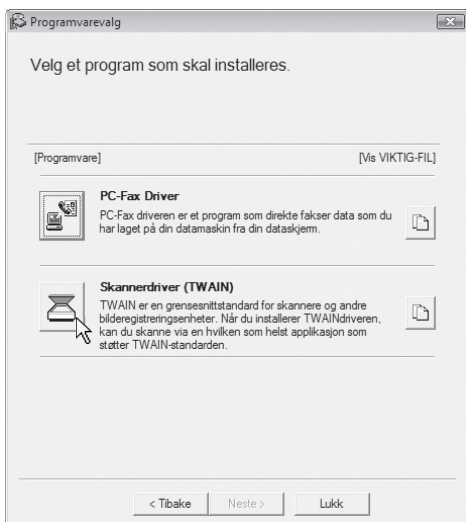 Programvarevalg
Velg et program som skal installeres.
[Programvare] [Vis VIKTIG-FIL]
PC-Fax Driver
PC-Fax driveren er et program som direkte fakser data som du
har laget på din datamaskin fra din dataskjerm.
Skannerdriver (TWAIN)
TWAIN er en grensesnittstandard for skannere og andre
bilderegistreringsenheter. Når du installerer TWAINdriveren,
kan du skanne via en hvilken som helst applikasjon som
støtter TWAIN-standarden.
< Tibake Neste > Lukk